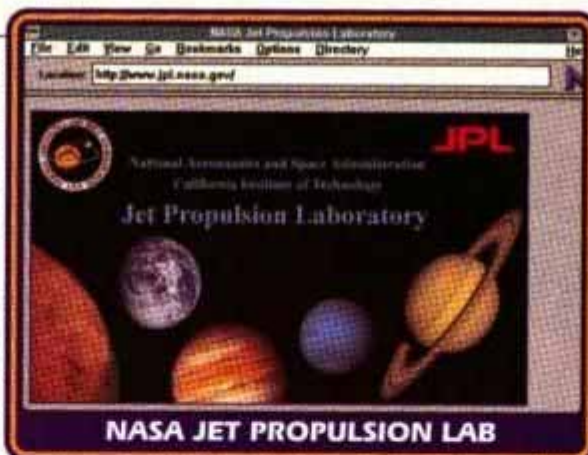 NASA Jet Propulsion Laboratory
File Edit View Go Bookmarks Options Directory
Location: http://www.jpl.nasa.gov/
JPL
National Aeronautics and Space Administration
California Institute of Technology
Jet Propulsion Laboratory
NASA JET PROPULSION LAB